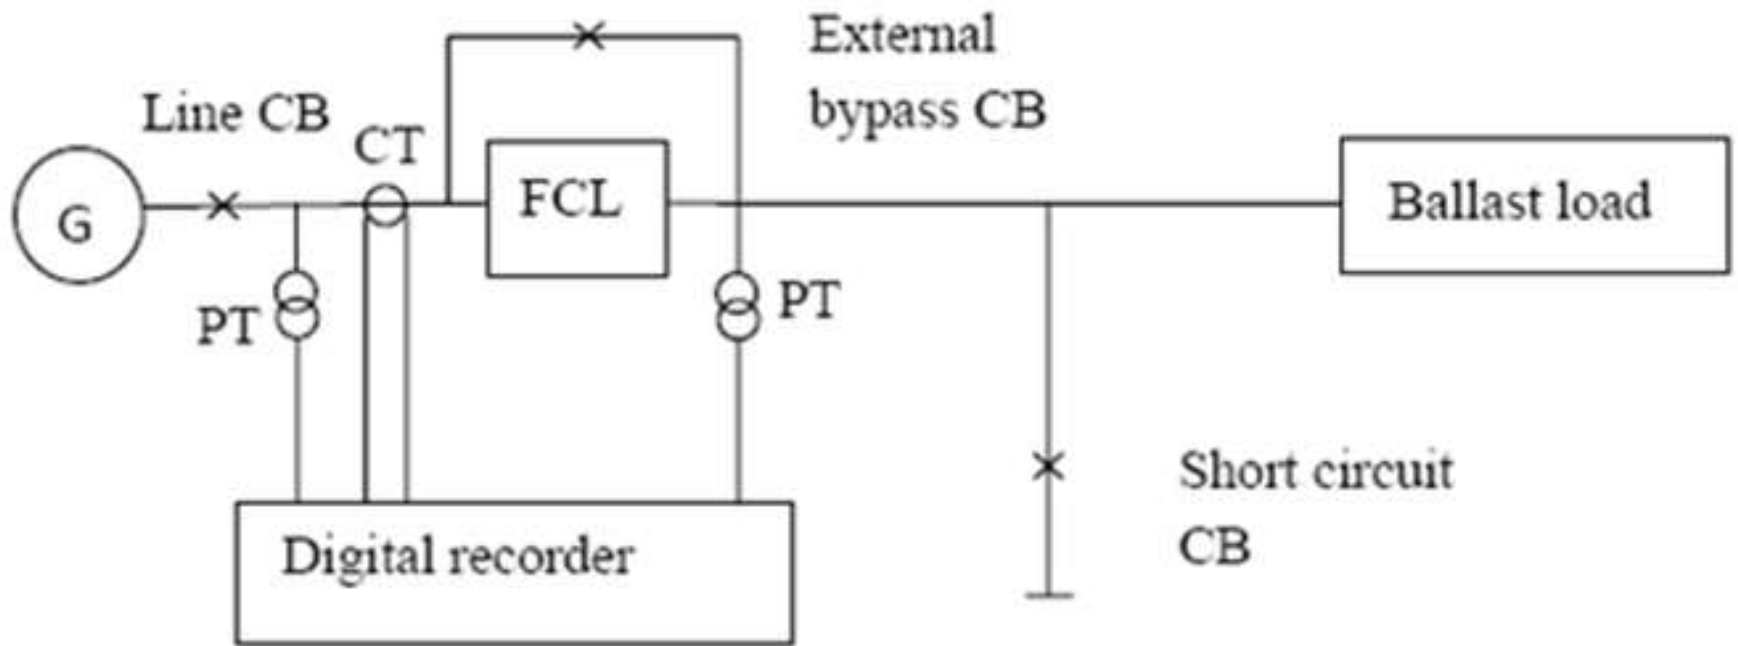 External
bypass CB
Line CB
CT
G
FCL
Ballast load
PT
PT
Short circuit
CB
Digital recorder